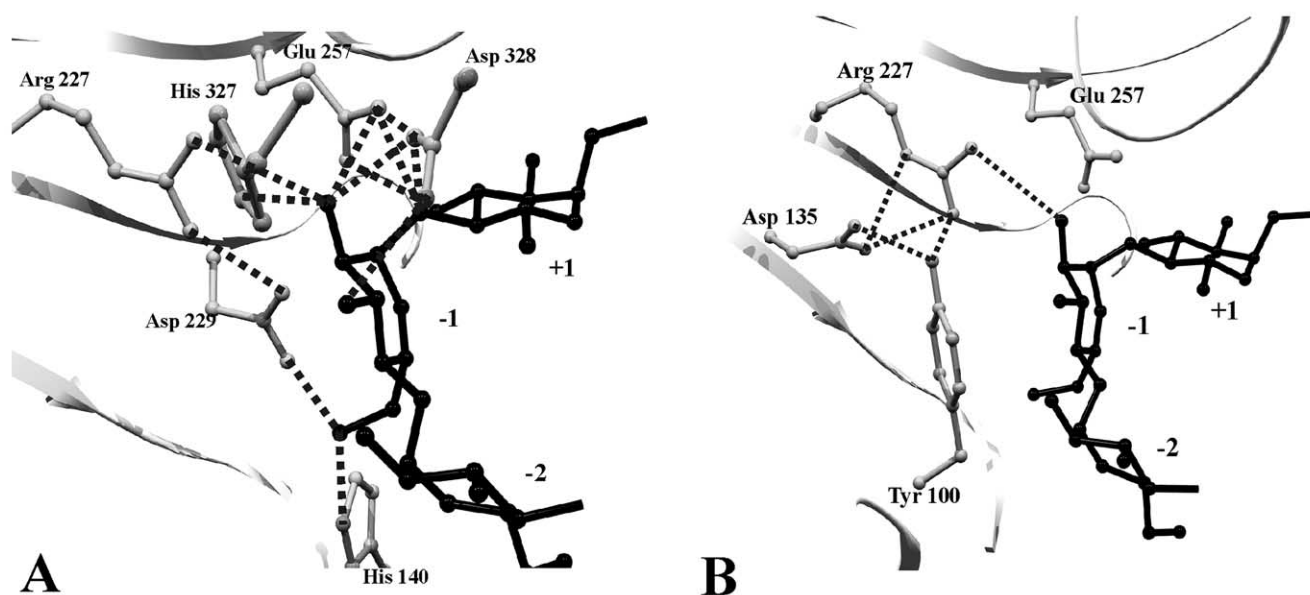 Glu 257
Asp 328
Arg 227
His 327
+1
Asp 229
-1
-2
His 140
A
Arg 227
Glu 257
Asp 135
+1
-1
-2
Tyr 100
B